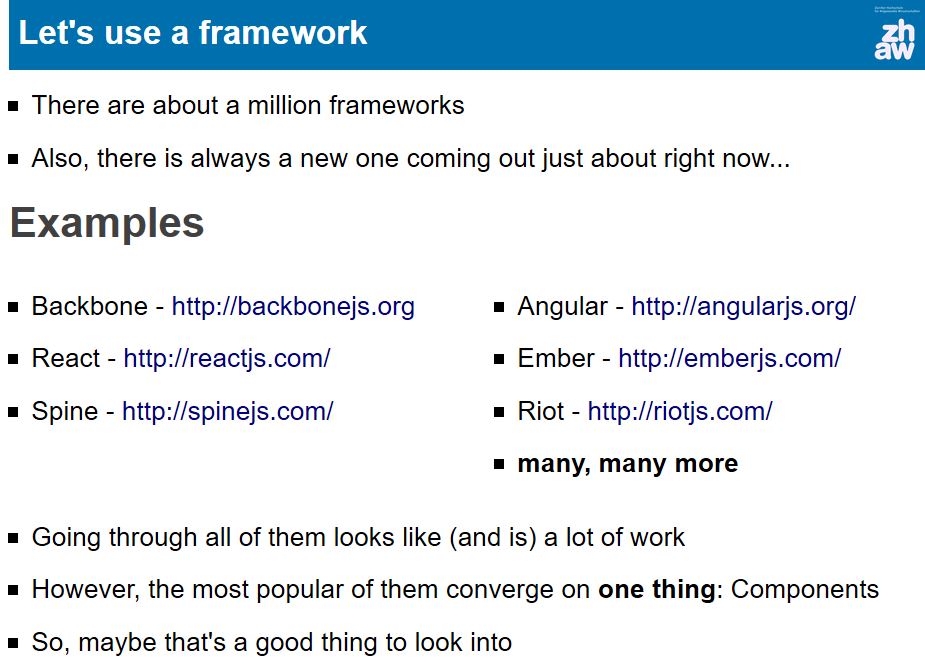 Let's use a framework
zh
aw
There are about a million frameworks
Also, there is always a new one coming out just about right now...
Examples
Backbone - http://backbonejs.org
React - http://reactjs.com/
Spine - http://spinejs.com/
Angular - http://angularjs.org/
Ember - http://emberjs.com/
Riot - http://riotjs.com/
many, many more
Going through all of them looks like (and is) a lot of work
However, the most popular of them converge on one thing: Components
So, maybe that's a good thing to look into